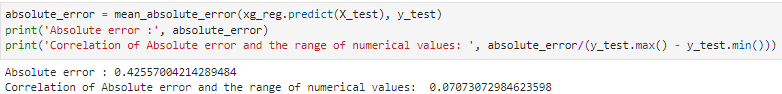 absolute_error = mean_absolute_error(xg_reg.predict(X_test), y_test)
print('Absolute error :', absolute_error)
print('Correlation of Absolute error and the range of numerical values: ', absolute_error/(y_test.max() - y_test.min()))
Absolute error : 0.42557004214289484
Correlation of Absolute error and the range of numerical values:  0.07073072984623598